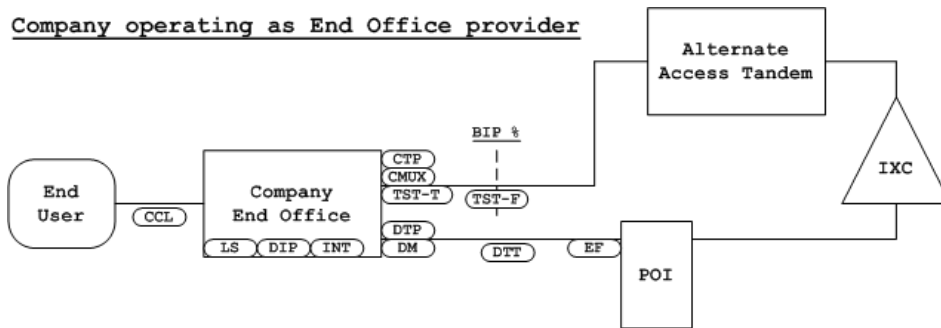 Company operating as End Office provider
Alternate
Access Tandem
BIP %
IXC
CTP
CMUX
TST-T
TST-F
End
User
CCL
Company
End Office
LS
DIP
INT
DTP
DM
DTT
EF
POI